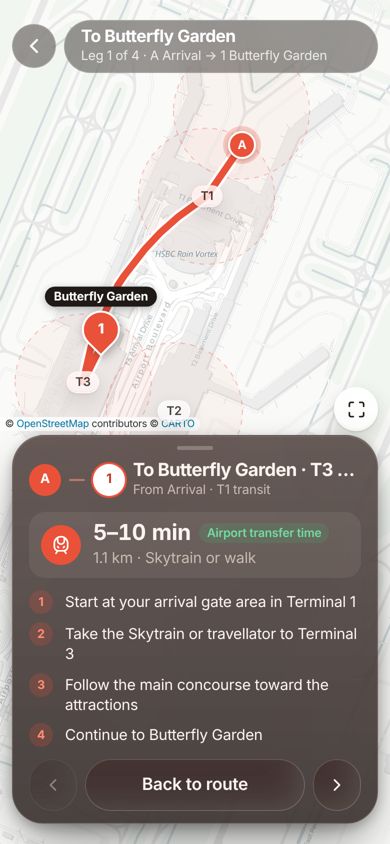 To Butterfly Garden
Leg 1 of 4 · A Arrival → 1 Butterfly Garden
A
T1
HSBC Rain Vortex
Butterfly Garden
1
T3
Airport Boulevard
T2
© OpenStreetMap contributors © CARTO
A
1
To Butterfly Garden · T3 ...
From Arrival · T1 transit
5–10 min
Airport transfer time
1.1 km · Skytrain or walk
1 Start at your arrival gate area in Terminal 1
2 Take the Skytrain or travellator to Terminal
3
3 Follow the main concourse toward the
attractions
4 Continue to Butterfly Garden
Back to route